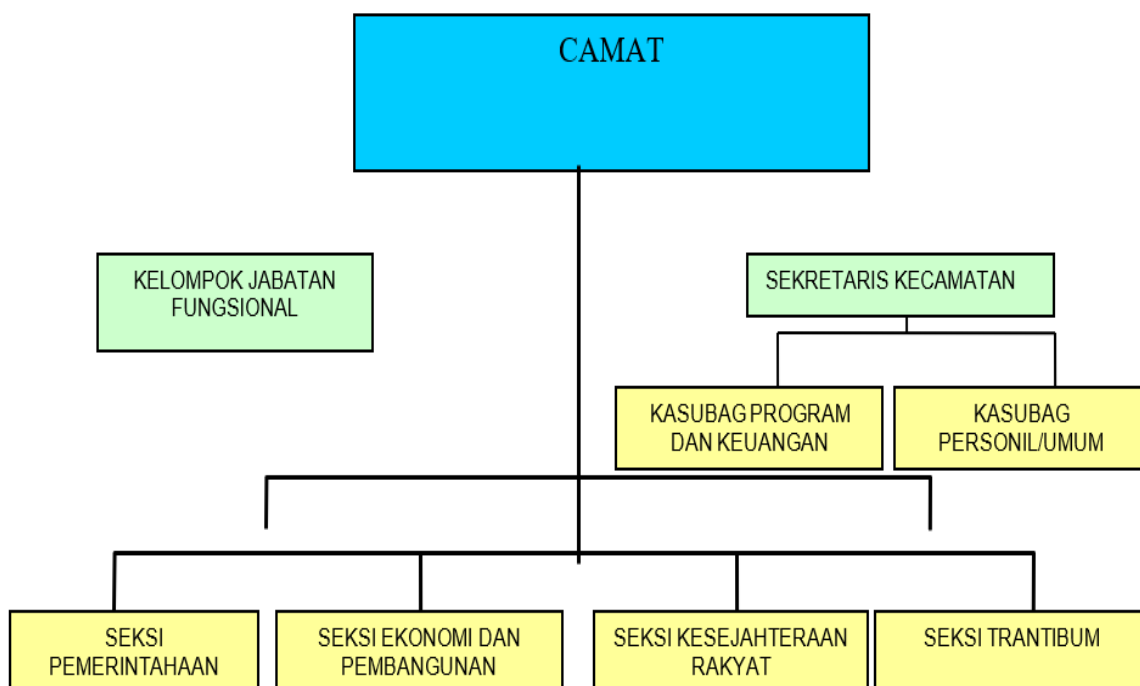 CAMAT
KELOMPOK JABATAN
FUNGSIONAL
SEKRETARIS KECAMATAN
KASUBAG PROGRAM
DAN KEUANGAN
KASUBAG
PERSONIL/UMUM
SEKSI
PEMERINTAHAAN
SEKSI EKONOMI DAN
PEMBANGUNAN
SEKSI KESEJAHTERAAN
RAKYAT
SEKSI TRANTIBUM